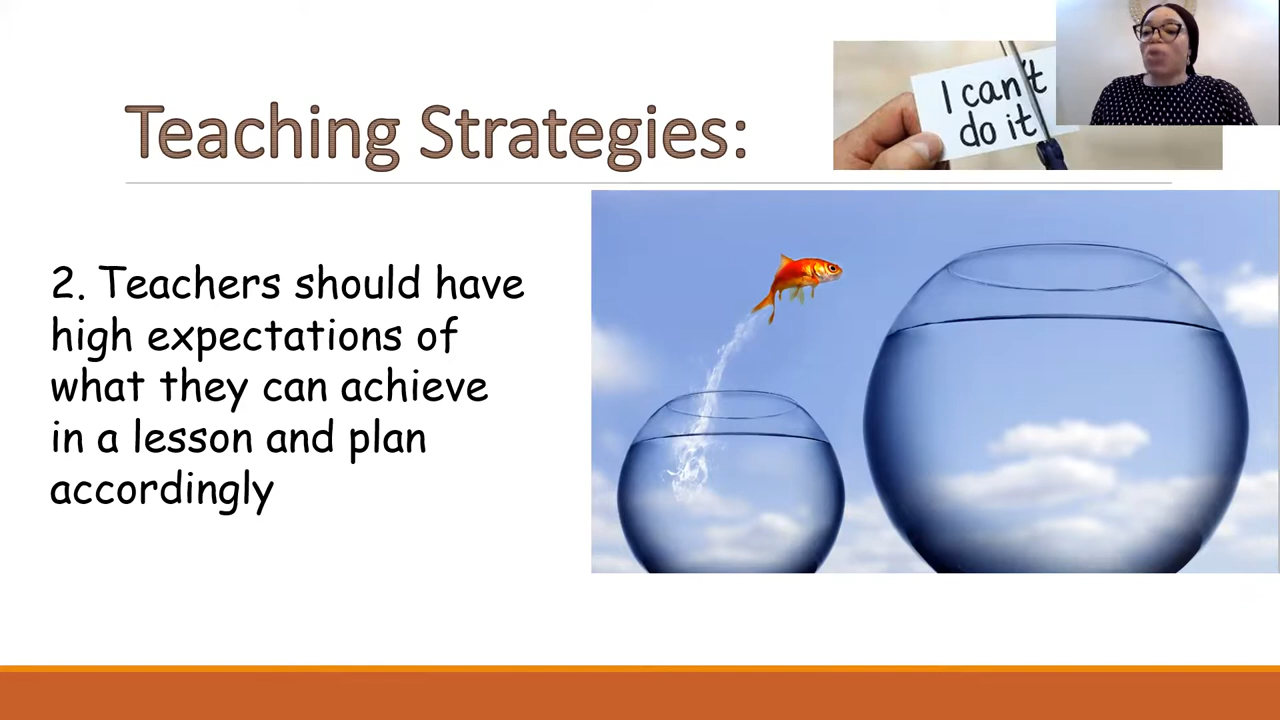 Teaching Strategies:
I can't
do it
2. Teachers should have
high expectations of
what they can achieve
in a lesson and plan
accordingly